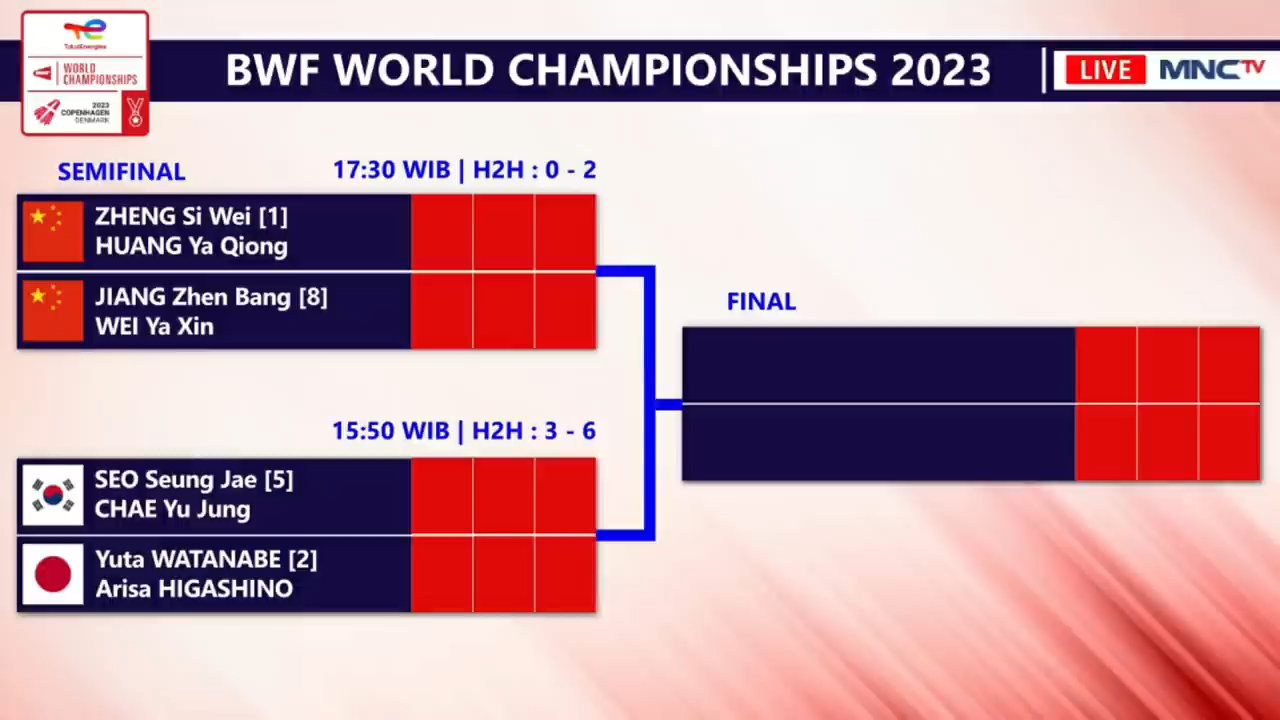 TotalEnergies
WORLD
CHAMPIONSHIPS
2023
COPENHAGEN
DENMARK
BWF WORLD CHAMPIONSHIPS 2023
LIVE
MNCTV
SEMIFINAL
17:30 WIB | H2H : 0 - 2
ZHENG Si Wei [1]
HUANG Ya Qiong
JIANG Zhen Bang [8]
WEI Ya Xin
15:50 WIB | H2H : 3 - 6
SEO Seung Jae [5]
CHAE Yu Jung
Yuta WATANABE [2]
Arisa HIGASHINO
FINAL